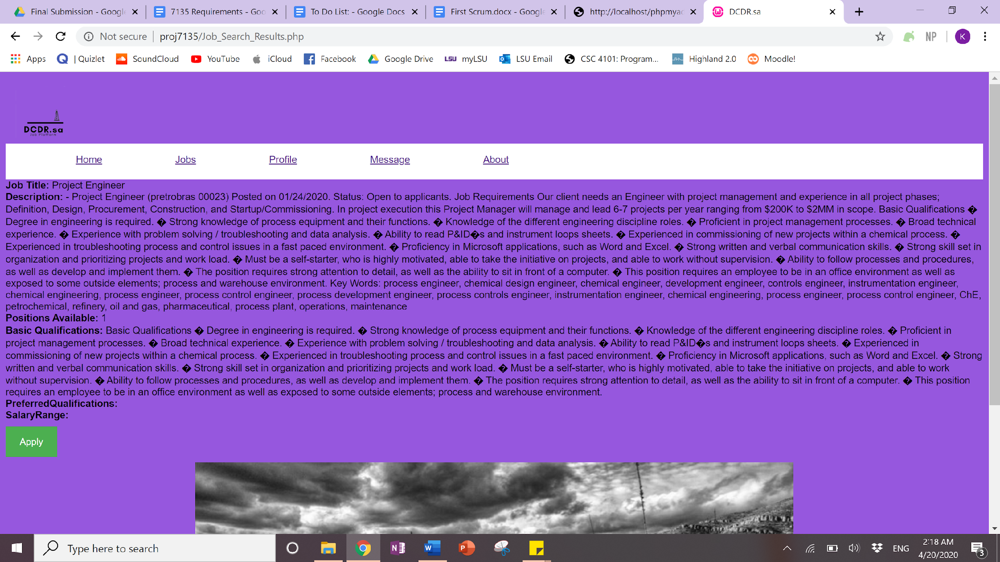 Final Submission - Google
7135 Requirements - Goo
To Do List: - Google Docs
First Scrum.docx - Google
http://localhost/phpmyad
DCDR.sa
Not secure
proj7135/Job_Search_Results.php
NP
K
Apps
| Quizlet
SoundCloud
YouTube
iCloud
Facebook
Google Drive
LSU myLSU
LSU Email
CSC 4101: Program...
Highland 2.0
Moodle!
DCDR.sa
Job Platform
Home
Jobs
Profile
Message
About
Job Title: Project Engineer
Description: - Project Engineer (pretrobras 00023) Posted on 01/24/2020. Status: Open to applicants. Job Requirements Our client needs an Engineer with project management and experience in all project phases;
Definition, Design, Procurement, Construction, and Startup/Commissioning. In project execution this Project Manager will manage and lead 6-7 projects per year ranging from $200K to $2MM in scope. Basic Qualifications �
Degree in engineering is required. � Strong knowledge of process equipment and their functions. � Knowledge of the different engineering discipline roles. � Proficient in project management processes. � Broad technical
experience. � Experience with problem solving / troubleshooting and data analysis. � Ability to read P&ID�s and instrument loops sheets. � Experienced in commissioning of new projects within a chemical process. �
Experienced in troubleshooting process and control issues in a fast paced environment. � Proficiency in Microsoft applications, such as Word and Excel. � Strong written and verbal communication skills. � Strong skill set in
organization and prioritizing projects and work load. � Must be a self-starter, who is highly motivated, able to take the initiative on projects, and able to work without supervision. � Ability to follow processes and procedures,
as well as develop and implement them. � The position requires strong attention to detail, as well as the ability to sit in front of a computer. � This position requires an employee to be in an office environment as well as
exposed to some outside elements; process and warehouse environment. Key Words: process engineer, chemical design engineer, chemical engineer, development engineer, controls engineer, instrumentation engineer,
chemical engineering, process engineer, process control engineer, process development engineer, process controls engineer, instrumentation engineer, chemical engineering, process engineer, process control engineer, ChE,
petrochemical, refinery, oil and gas, pharmaceutical, process plant, operations, maintenance
Positions Available: 1
Basic Qualifications: Basic Qualifications � Degree in engineering is required. � Strong knowledge of process equipment and their functions. � Knowledge of the different engineering discipline roles. � Proficient in
project management processes. � Broad technical experience. � Experience with problem solving / troubleshooting and data analysis. � Ability to read P&ID�s and instrument loops sheets. � Experienced in
commissioning of new projects within a chemical process. � Experienced in troubleshooting process and control issues in a fast paced environment. � Proficiency in Microsoft applications, such as Word and Excel. � Strong
written and verbal communication skills. � Strong skill set in organization and prioritizing projects and work load. � Must be a self-starter, who is highly motivated, able to take the initiative on projects, and able to work
without supervision. � Ability to follow processes and procedures, as well as develop and implement them. � The position requires strong attention to detail, as well as the ability to sit in front of a computer. � This position
requires an employee to be in an office environment as well as exposed to some outside elements; process and warehouse environment.
PreferredQualifications:
SalaryRange:
Apply
Type here to search
ENG
2:18 AM
4/20/2020
3